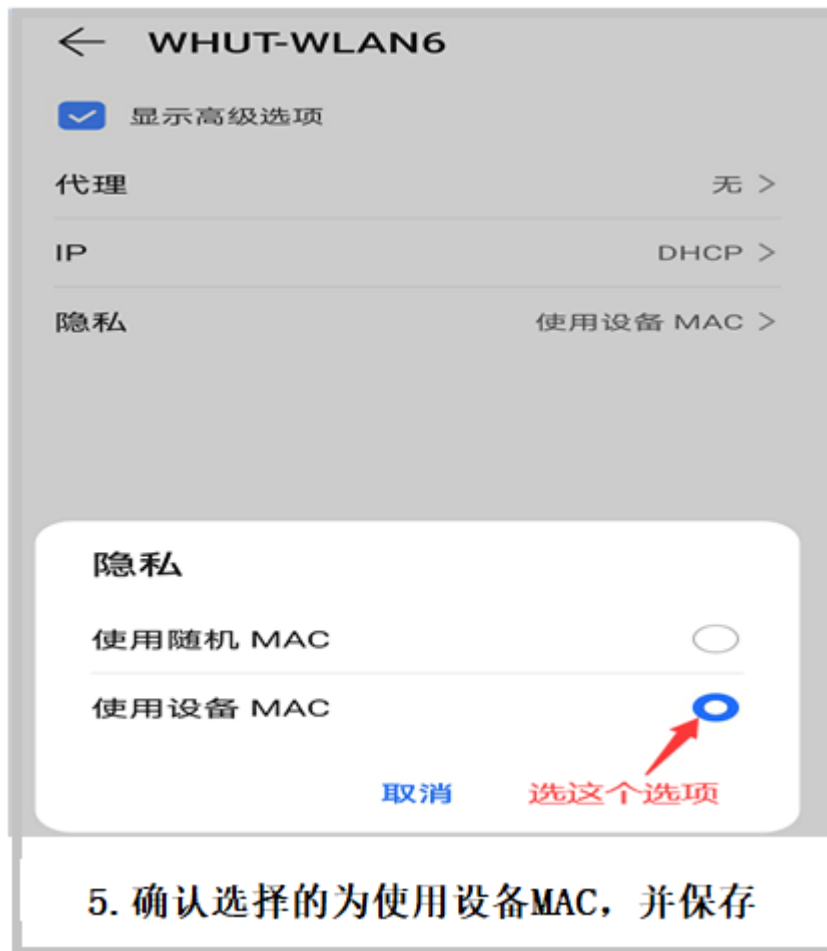 WHUT-WLAN6
显示高级选项
代理 无
IP DHCP
隐私 使用设备 MAC
隐私
使用随机 MAC
使用设备 MAC
取消 选这个选项
5. 确认选择的为使用设备MAC，并保存